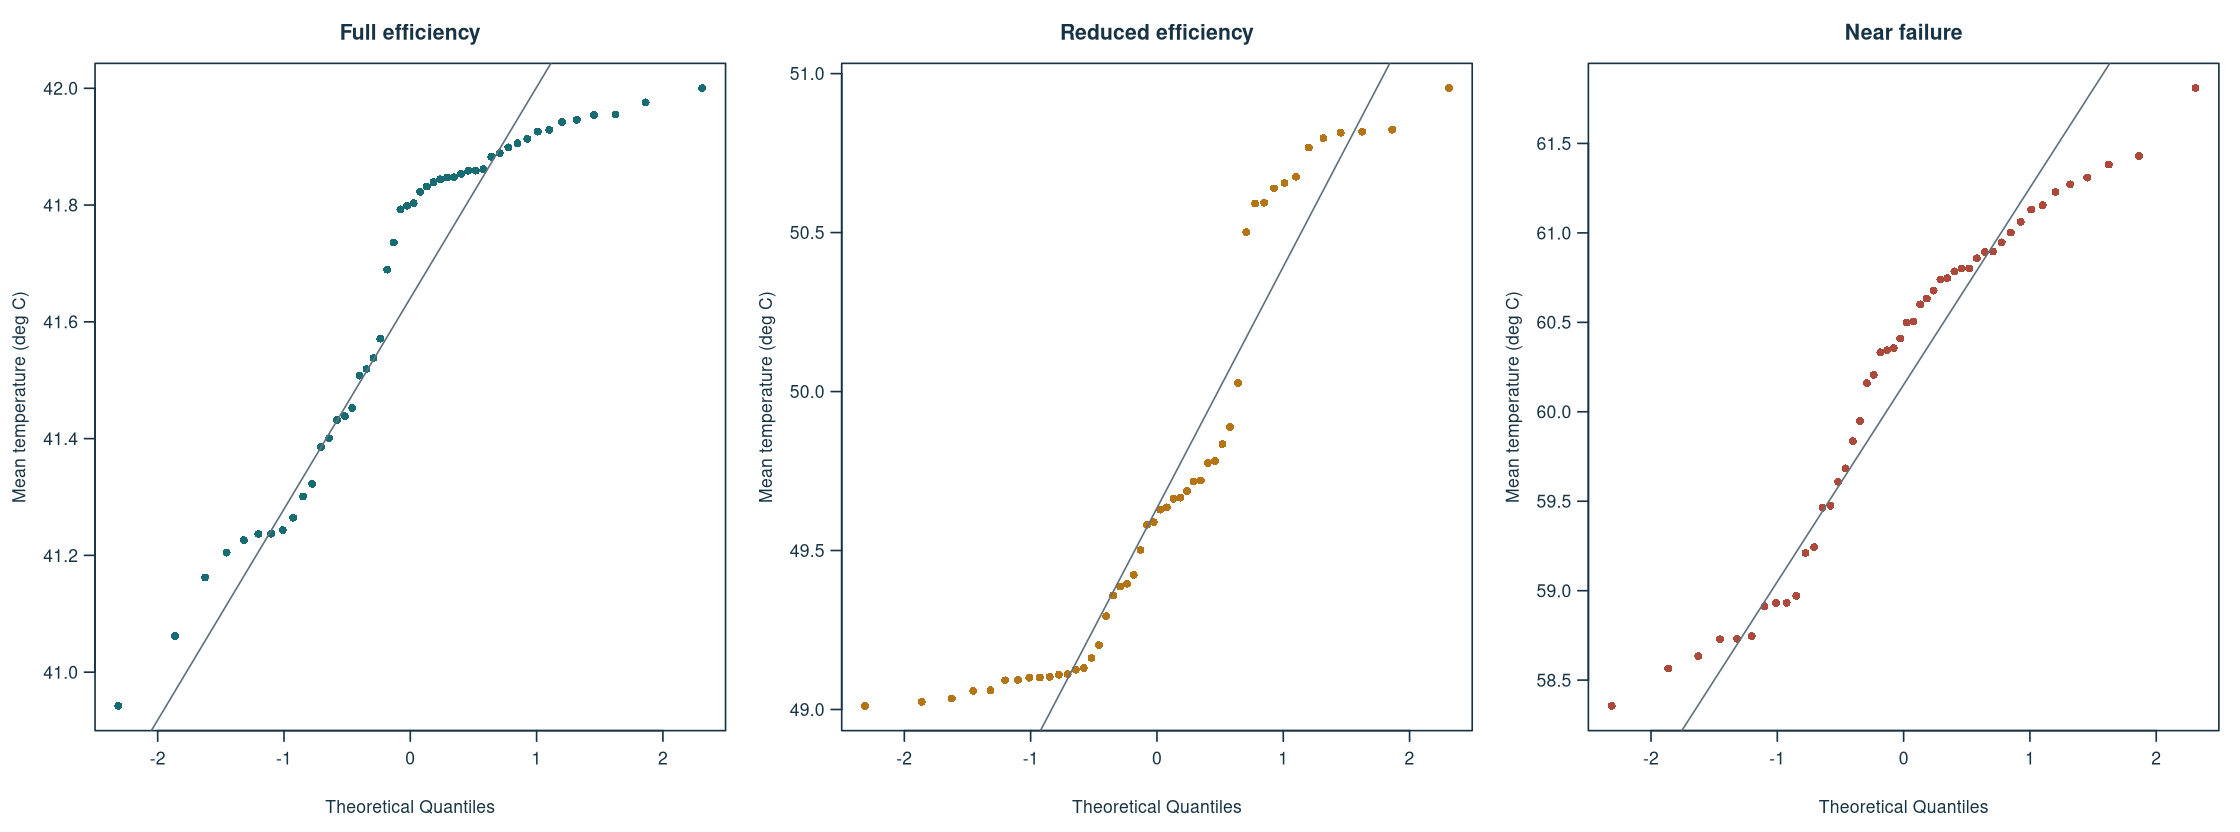 Full efficiency
Mean temperature (deg C)
42.0
41.8
41.6
41.4
41.2
41.0
-2 -1 0 1 2
Theoretical Quantiles
Reduced efficiency
Mean temperature (deg C)
51.0
50.5
50.0
49.5
49.0
-2 -1 0 1 2
Theoretical Quantiles
Near failure
Mean temperature (deg C)
61.5
61.0
60.5
60.0
59.5
59.0
58.5
-2 -1 0 1 2
Theoretical Quantiles